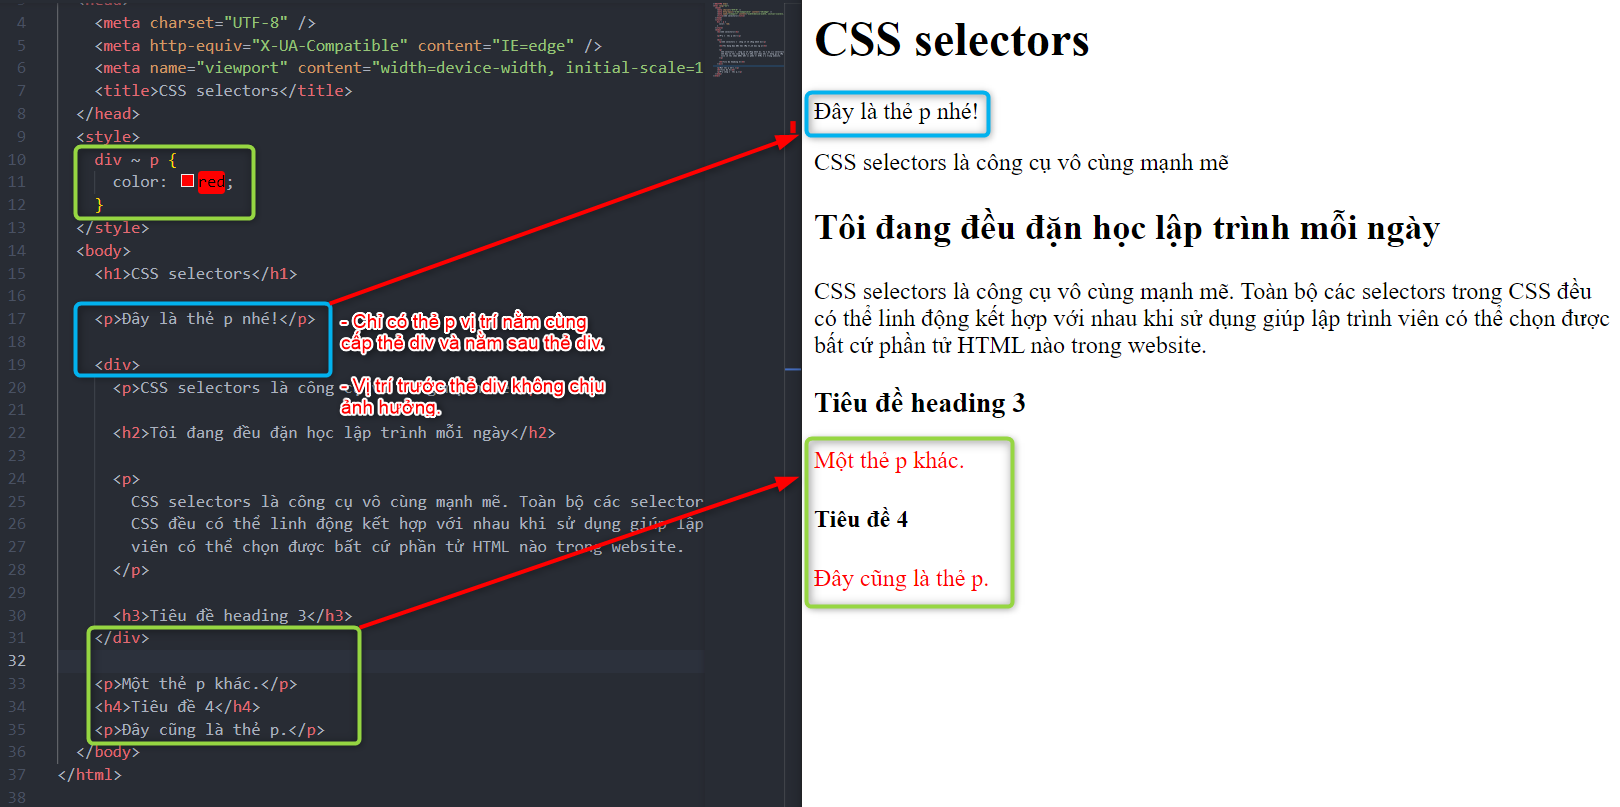 <head>
4 <meta charset="UTF-8" />
5 <meta http-equiv="X-UA-Compatible" content="IE=edge" />
6 <meta name="viewport" content="width=device-width, initial-scale=1
7 <title>CSS selectors</title>
8 </head>
9 <style>
10 div ~ p {
11 color: red;
12 }
13 </style>
14 <body>
15 <h1>CSS selectors</h1>
16
17 <p>Đây là thẻ p nhé!</p>
18
19 <div>
20 <p>CSS selectors là công
21
22 <h2>Tôi đang đều đặn học lập trình mỗi ngày</h2>
23
24 <p>
25 CSS selectors là công cụ vô cùng mạnh mẽ. Toàn bộ các selector
26 CSS đều có thể linh động kết hợp với nhau khi sử dụng giúp lập
27 viên có thể chọn được bất cứ phần tử HTML nào trong website.
28 </p>
29
30 <h3>Tiêu đề heading 3</h3>
31 </div>
32
33 <p>Một thẻ p khác.</p>
34 <h4>Tiêu đề 4</h4>
35 <p>Đây cũng là thẻ p.</p>
36 </body>
37 </html>
38
- Chỉ có thẻ p vị trí nằm cùng
cấp thẻ div và nằm sau thẻ div.
- Vị trí trước thẻ div không chịu
ảnh hưởng.
CSS selectors
Đây là thẻ p nhé!
CSS selectors là công cụ vô cùng mạnh mẽ
Tôi đang đều đặn học lập trình mỗi ngày
CSS selectors là công cụ vô cùng mạnh mẽ. Toàn bộ các selectors trong CSS đều
có thể linh động kết hợp với nhau khi sử dụng giúp lập trình viên có thể chọn được
bất cứ phần tử HTML nào trong website.
Tiêu đề heading 3
Một thẻ p khác.
Tiêu đề 4
Đây cũng là thẻ p.